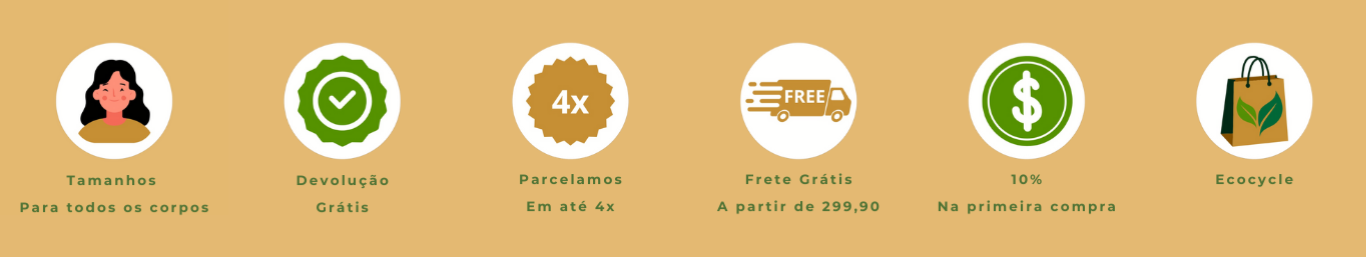 4x
FREE
Tamanhos
Para todos os corpos
Devolução
Grátis
Parcelamos
Em até 4x
Frete Grátis
A partir de 299,90
10%
Na primeira compra
Ecocycle